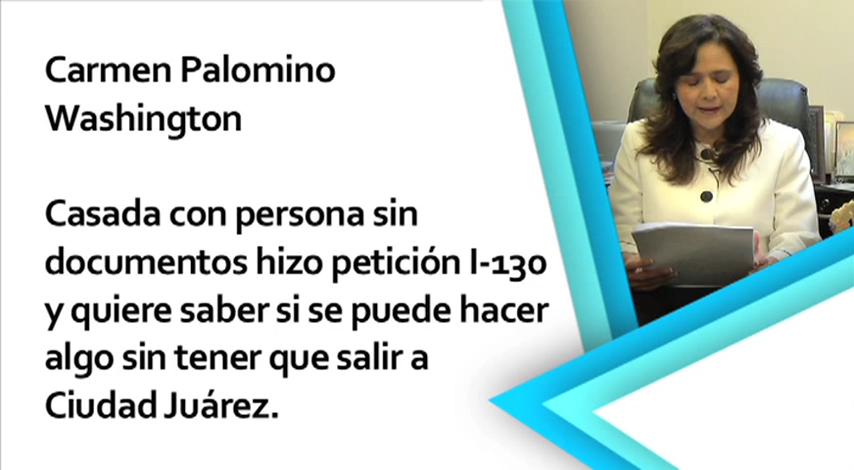 Carmen Palomino
Washington
Casada con persona sin
documentos hizo petición I-130
y quiere saber si se puede hacer
algo sin tener que salir a
Ciudad Juárez.